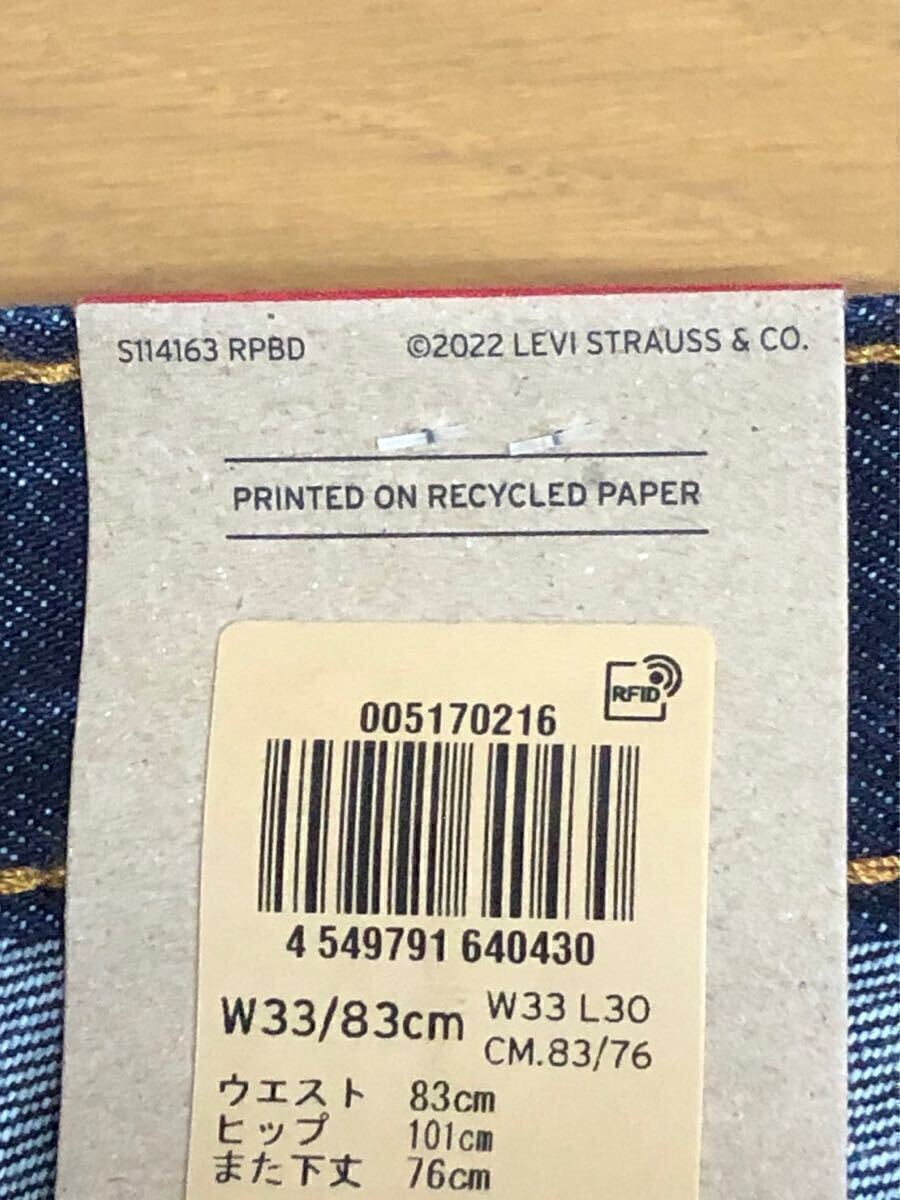 S114163 RPBD ©2022 LEVI STRAUSS & CO.
PRINTED ON RECYCLED PAPER
RFID
005170216
4 549791 640430
W33/83cm W33 L30
CM.83/76
ウエスト 83cm
ヒップ 101cm
また下丈 76cm